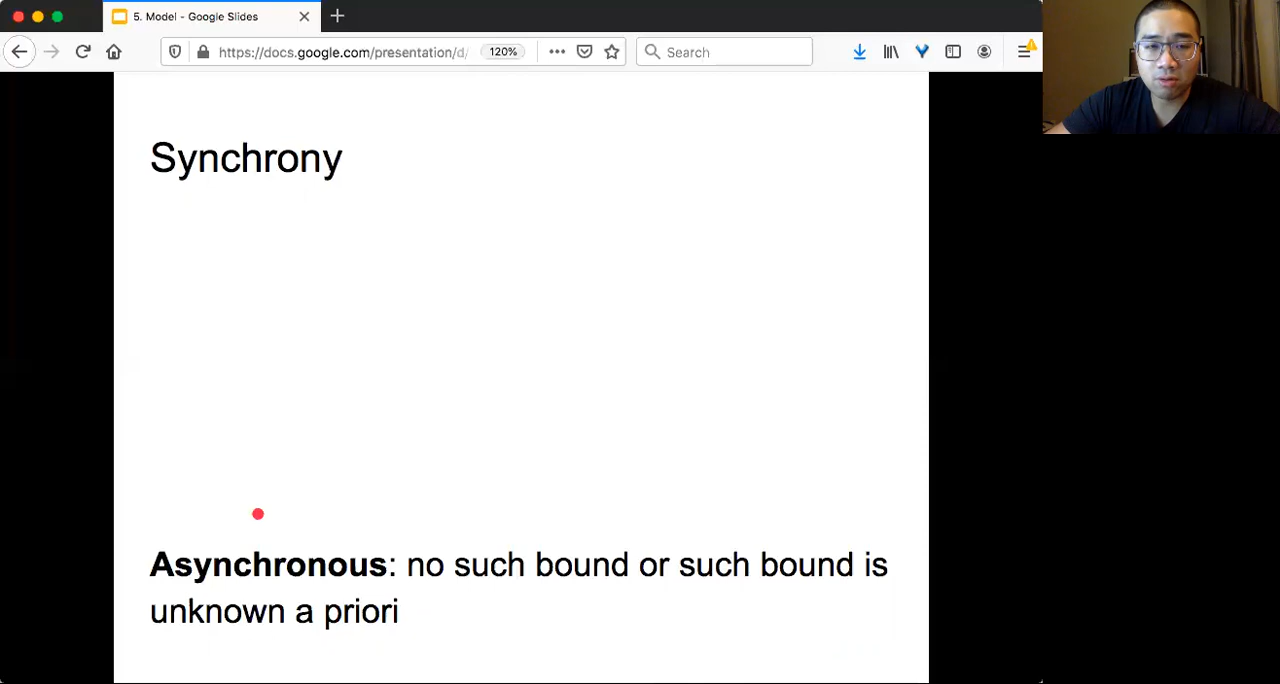 5. Model - Google Slides
https://docs.google.com/presentation/d/
120%
Search
Synchrony
Asynchronous: no such bound or such bound is
unknown a priori